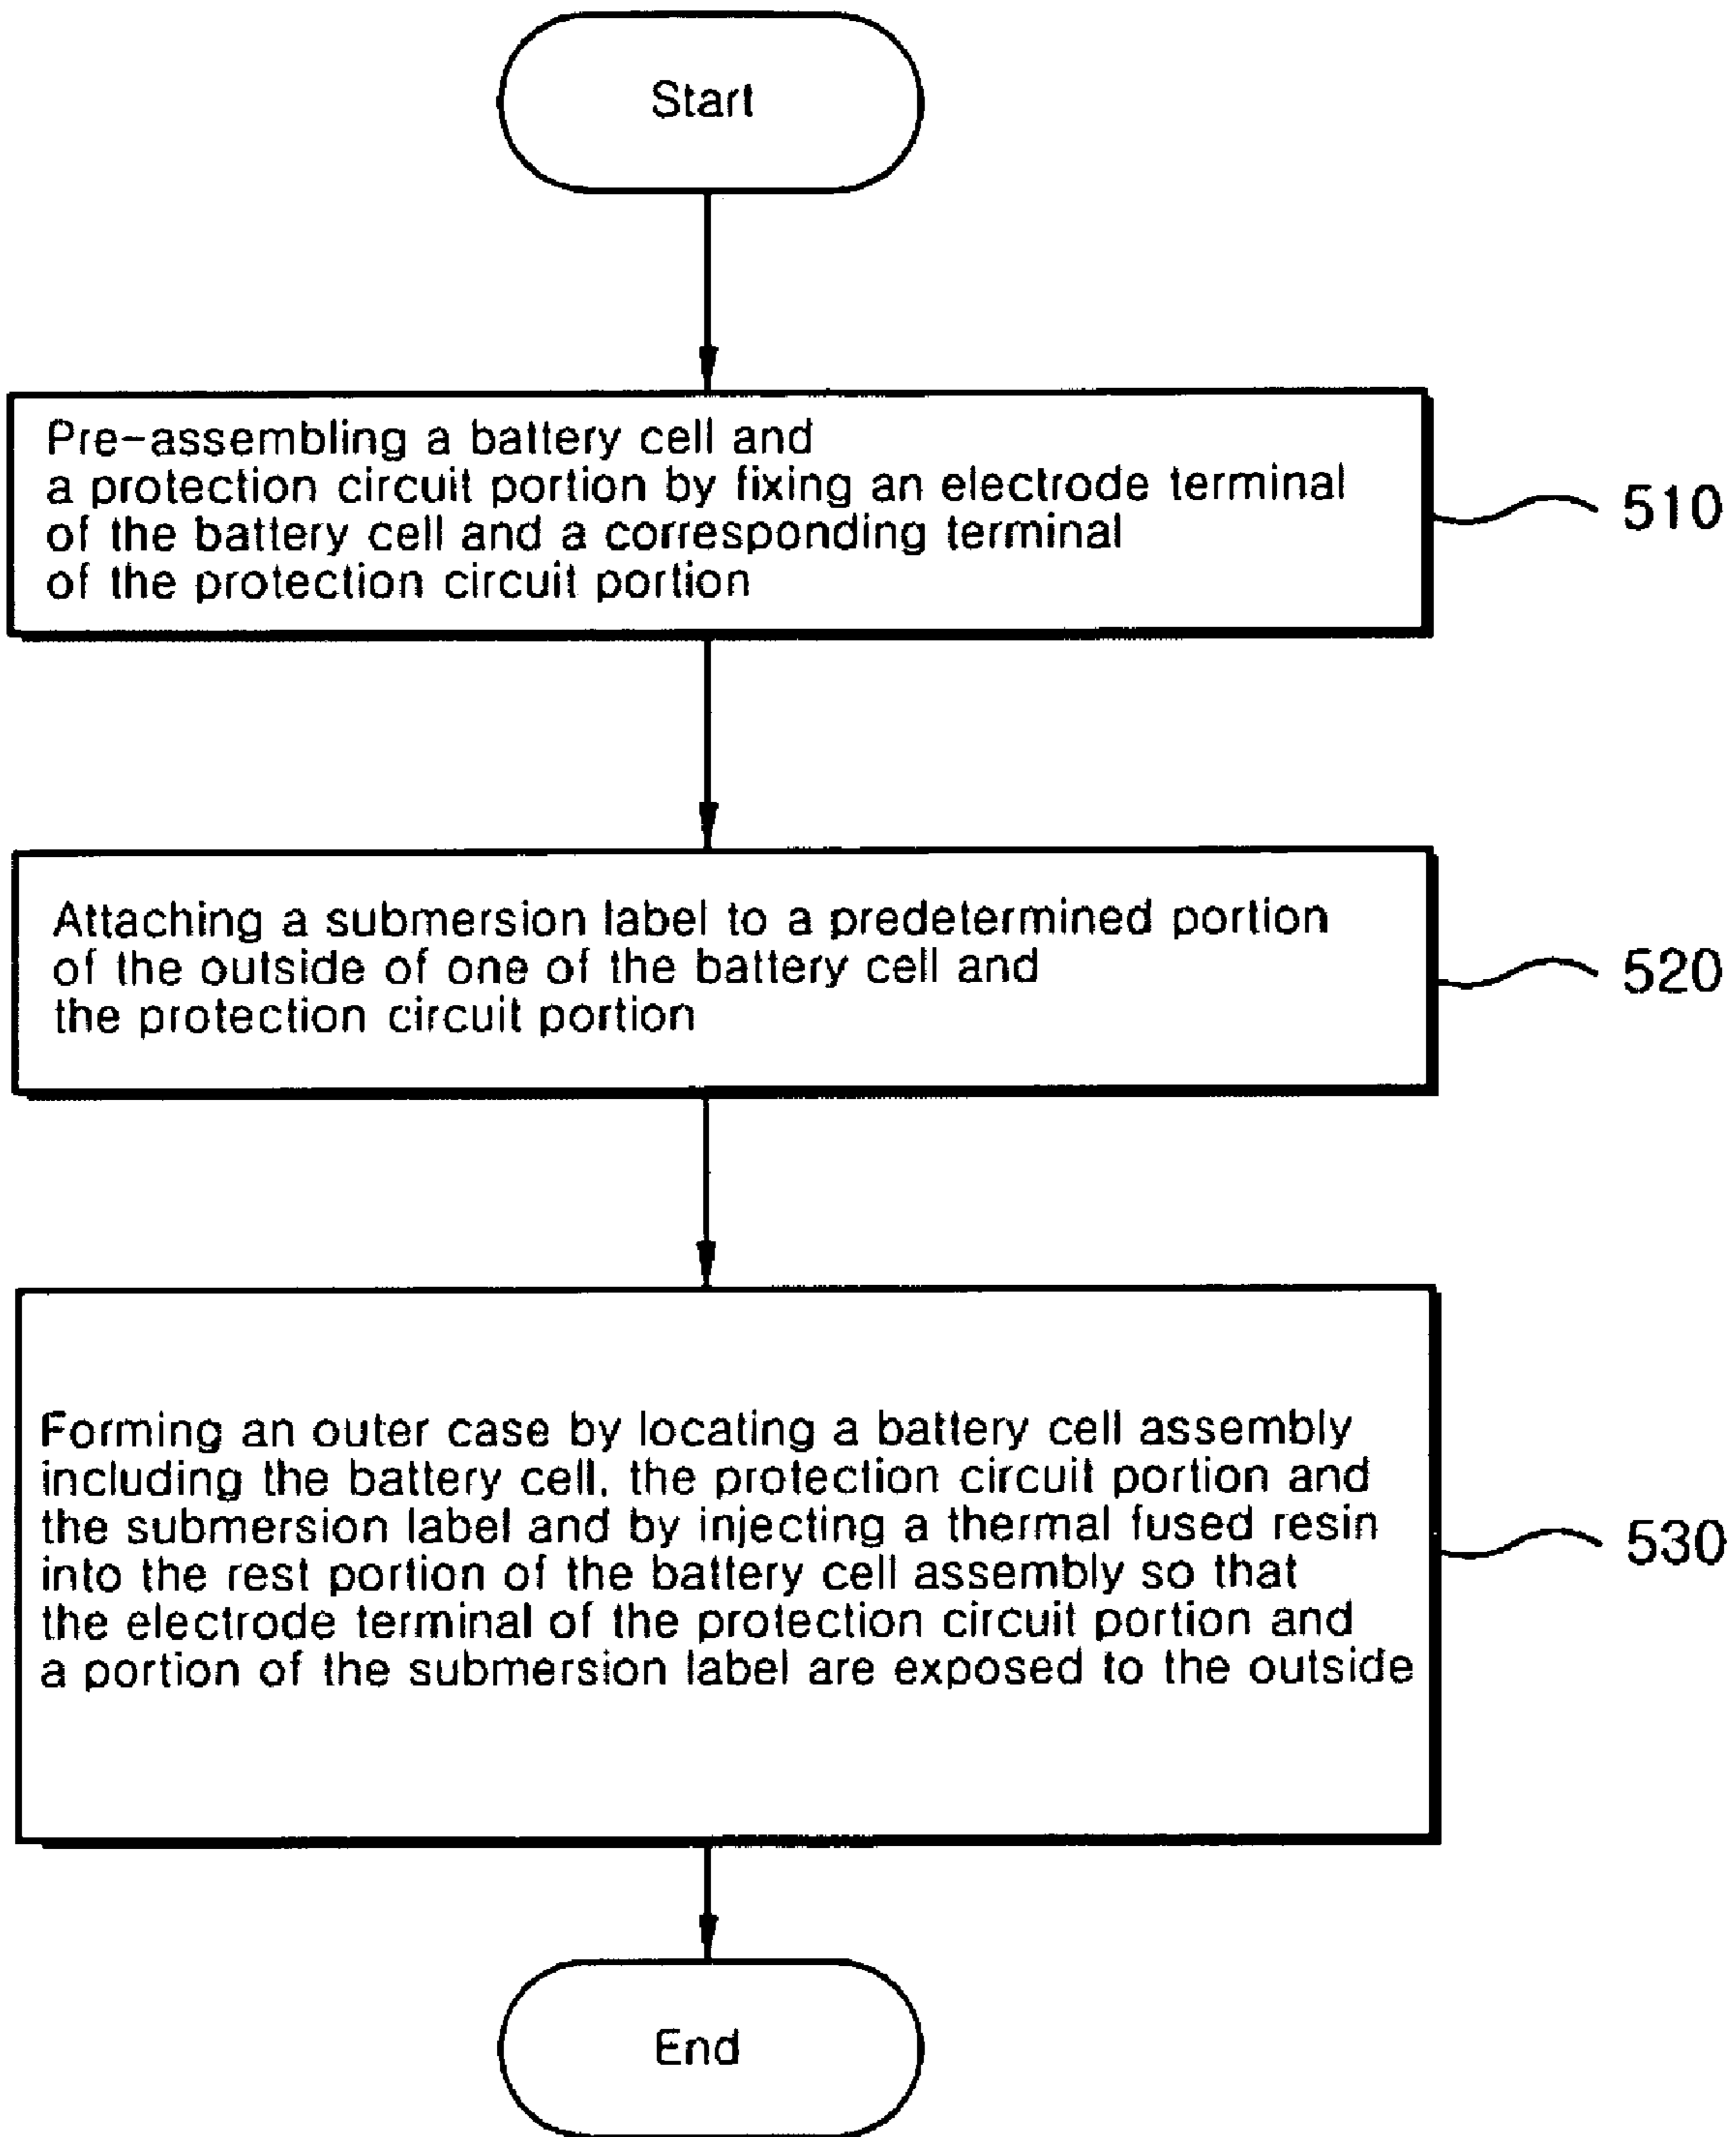 Start
Pre-assembling a battery cell and
a protection circuit portion by fixing an electrode terminal
of the battery cell and a corresponding terminal
of the protection circuit portion
510
Attaching a submersion label to a predetermined portion
of the outside of one of the battery cell and
the protection circuit portion
520
Forming an outer case by locating a battery cell assembly
including the battery cell, the protection circuit portion and
the submersion label and by injecting a thermal fused resin
into the rest portion of the battery cell assembly so that
the electrode terminal of the protection circuit portion and
a portion of the submersion label are exposed to the outside
530
End